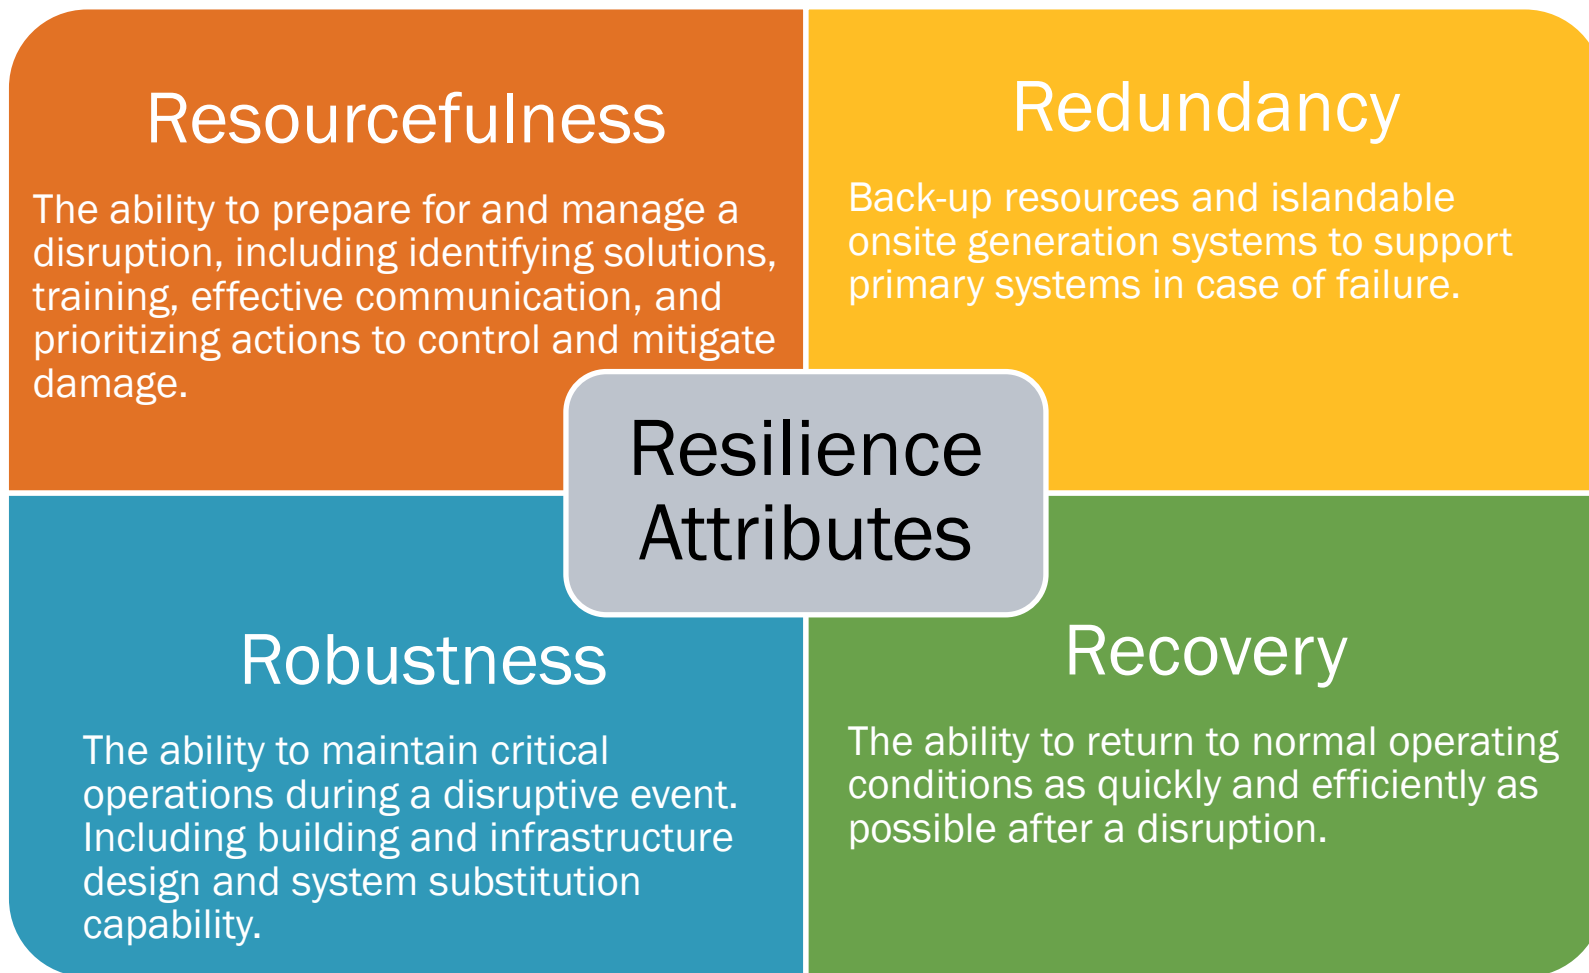 Resourcefulness
The ability to prepare for and manage a
disruption, including identifying solutions,
training, effective communication, and
prioritizing actions to control and mitigate
damage.
Redundancy
Back-up resources and islandable
onsite generation systems to support
primary systems in case of failure.
Resilience
Attributes
Robustness
The ability to maintain critical
operations during a disruptive event.
Including building and infrastructure
design and system substitution
capability.
Recovery
The ability to return to normal operating
conditions as quickly and efficiently as
possible after a disruption.